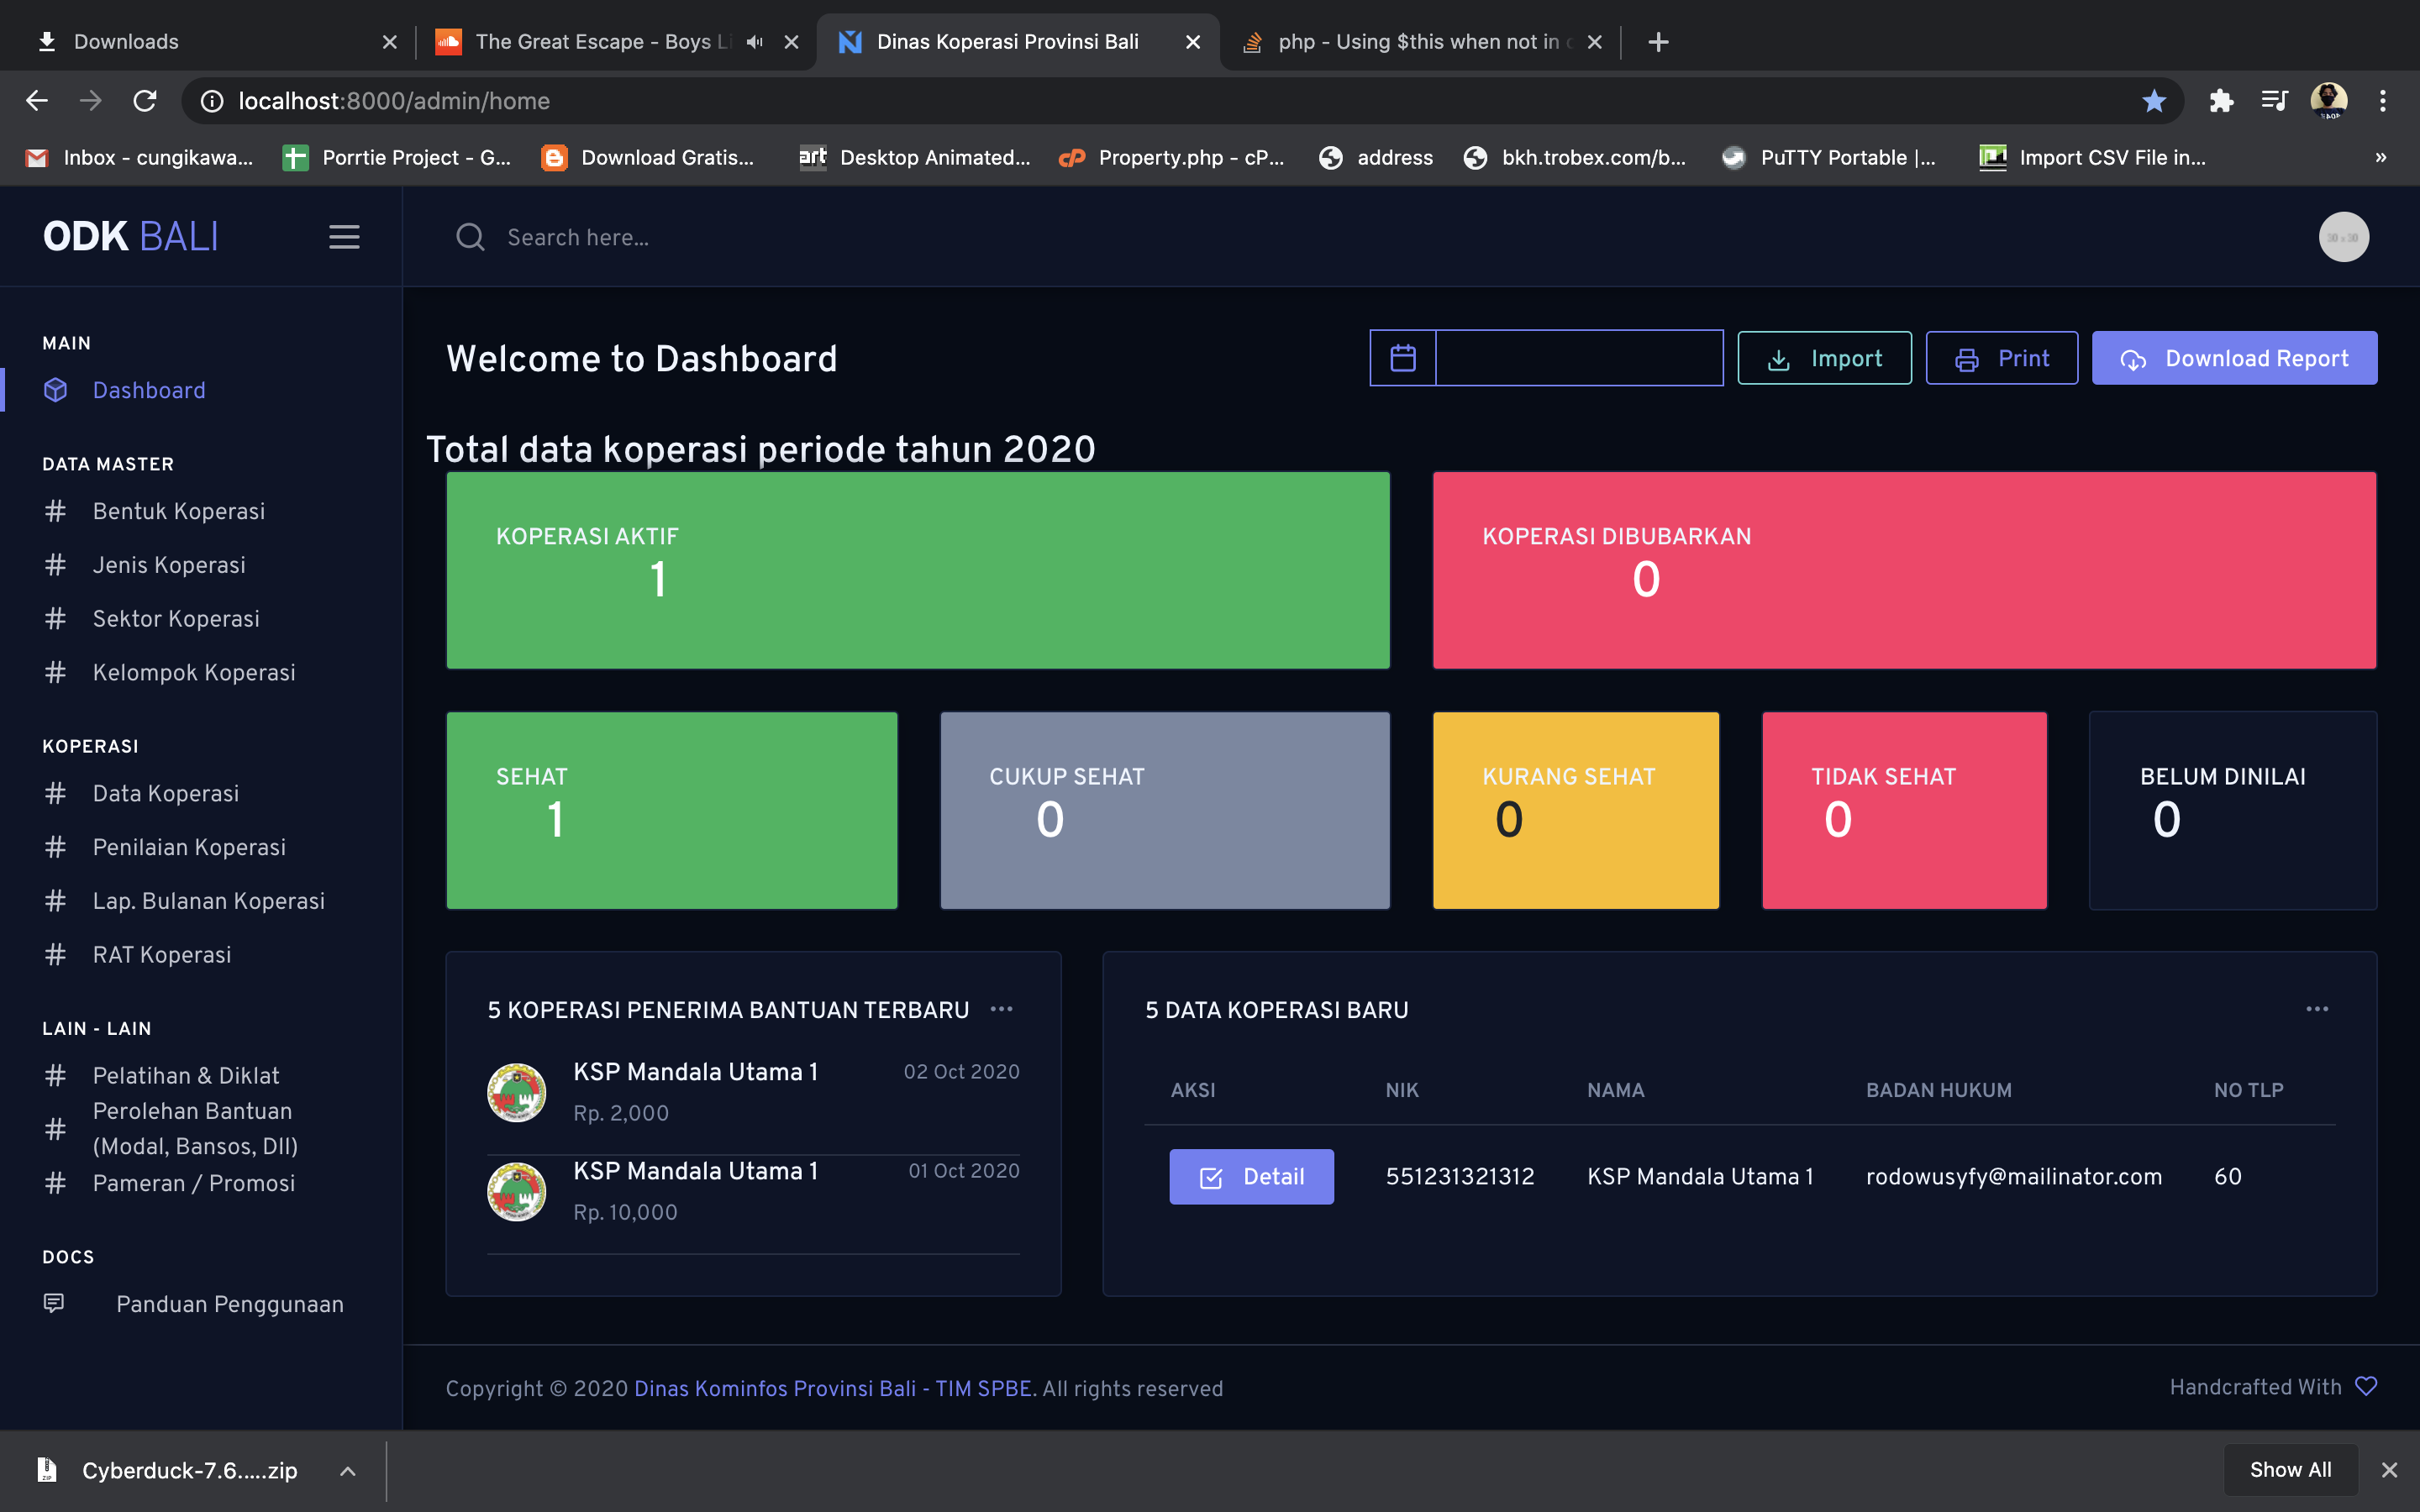 Downloads
The Great Escape - Boys Li
Dinas Koperasi Provinsi Bali
php - Using $this when not in
localhost:8000/admin/home
Inbox - cungikawa...
Porrtie Project - G...
Download Gratis...
art Desktop Animated...
cP Property.php - cP...
address
bkh.trobex.com/b...
PuTTY Portable |...
Import CSV File in...
»
ODK BALI
Search here...
MAIN
Dashboard
DATA MASTER
# Bentuk Koperasi
# Jenis Koperasi
# Sektor Koperasi
# Kelompok Koperasi
KOPERASI
# Data Koperasi
# Penilaian Koperasi
# Lap. Bulanan Koperasi
# RAT Koperasi
LAIN - LAIN
# Pelatihan & Diklat
# Perolehan Bantuan
(Modal, Bansos, Dll)
# Pameran / Promosi
DOCS
Panduan Penggunaan
Welcome to Dashboard
Import
Print
Download Report
Total data koperasi periode tahun 2020
KOPERASI AKTIF
1
KOPERASI DIBUBARKAN
0
SEHAT
1
CUKUP SEHAT
0
KURANG SEHAT
0
TIDAK SEHAT
0
BELUM DINILAI
0
5 KOPERASI PENERIMA BANTUAN TERBARU
KSP Mandala Utama 1 02 Oct 2020
Rp. 2,000
KSP Mandala Utama 1 01 Oct 2020
Rp. 10,000
5 DATA KOPERASI BARU
AKSI NIK NAMA BADAN HUKUM NO TLP
Detail 551231321312 KSP Mandala Utama 1 rodowusyfy@mailinator.com 60
Copyright © 2020 Dinas Kominfos Provinsi Bali - TIM SPBE. All rights reserved
Handcrafted With
Cyberduck-7.6.....zip
Show All